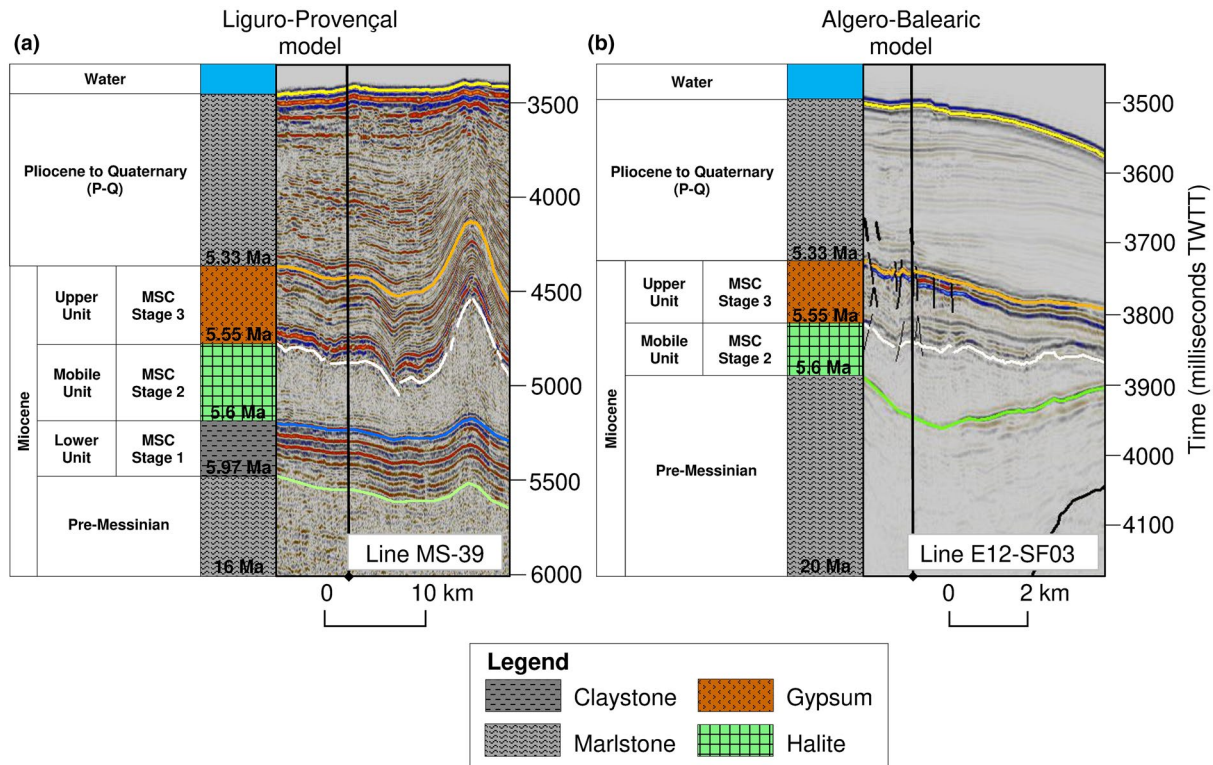 Liguro-Provençal
model
(a)
Water
Pliocene to Quaternary
(P-Q)
5.33 Ma
Miocene
Upper
Unit
MSC
Stage 3
5.55 Ma
Mobile
Unit
MSC
Stage 2
5.6 Ma
Lower
Unit
MSC
Stage 1
5.97 Ma
Pre-Messinian
16 Ma
Line MS-39
3500
4000
4500
5000
5500
6000
0 10 km
Algero-Balearic
model
(b)
Water
Pliocene to Quaternary
(P-Q)
5.33 Ma
Miocene
Upper
Unit
MSC
Stage 3
5.55 Ma
Mobile
Unit
MSC
Stage 2
5.6 Ma
Pre-Messinian
20 Ma
Line E12-SF03
3500
3600
3700
3800
3900
4000
4100
Time (milliseconds TWTT)
0 2 km
Legend
Claystone
Gypsum
Marlstone
Halite